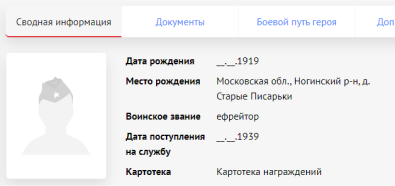 Сводная информация Документы Боевой путь героя Доп
Дата рождения __.__.1919
Место рождения Московская обл., Ногинский р-н, д.
Старые Писарьки
Воинское звание ефрейтор
Дата поступления __.__.1939
на службу
Картотека Картотека награждений